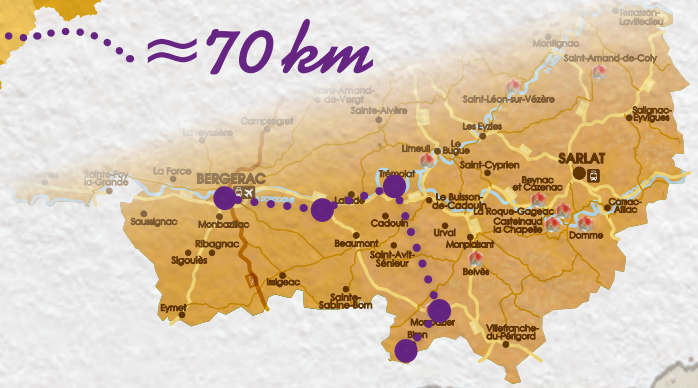 ≈70 km
Terrasson-
Lavilledieu
Montignac
Saint-Amand-de-Coly
Saint-Amand-
de-Vergt
Saint-Léon-sur-Vézère
Sainte-Alvère
Salignac-
Eyvigues
Campsegret
Les Eyzies
Laveyssière
Le
Bugue
Limeuil
SARLAT
Saint-Cyprien
La Force
Trémolat
Sainte-Foy
la-Grande
BERGERAC
Beynac
et Cazenac
Lalinde
Le Buisson-
de-Cadouin
Carsac-
Aillac
La Roque-Gageac
Saussignac
Monbazillac
Cadouin
Castelnaud
la Chapelle
Urval
Domme
Ribagnac
Beaumont
Monplaisant
Sigoulès
Saint-Avit-
Sénieur
Belvès
Issigeac
Sainte-
Sabine-Born
Eymet
Monpazier
Villefranche-
du-Périgord
Biron